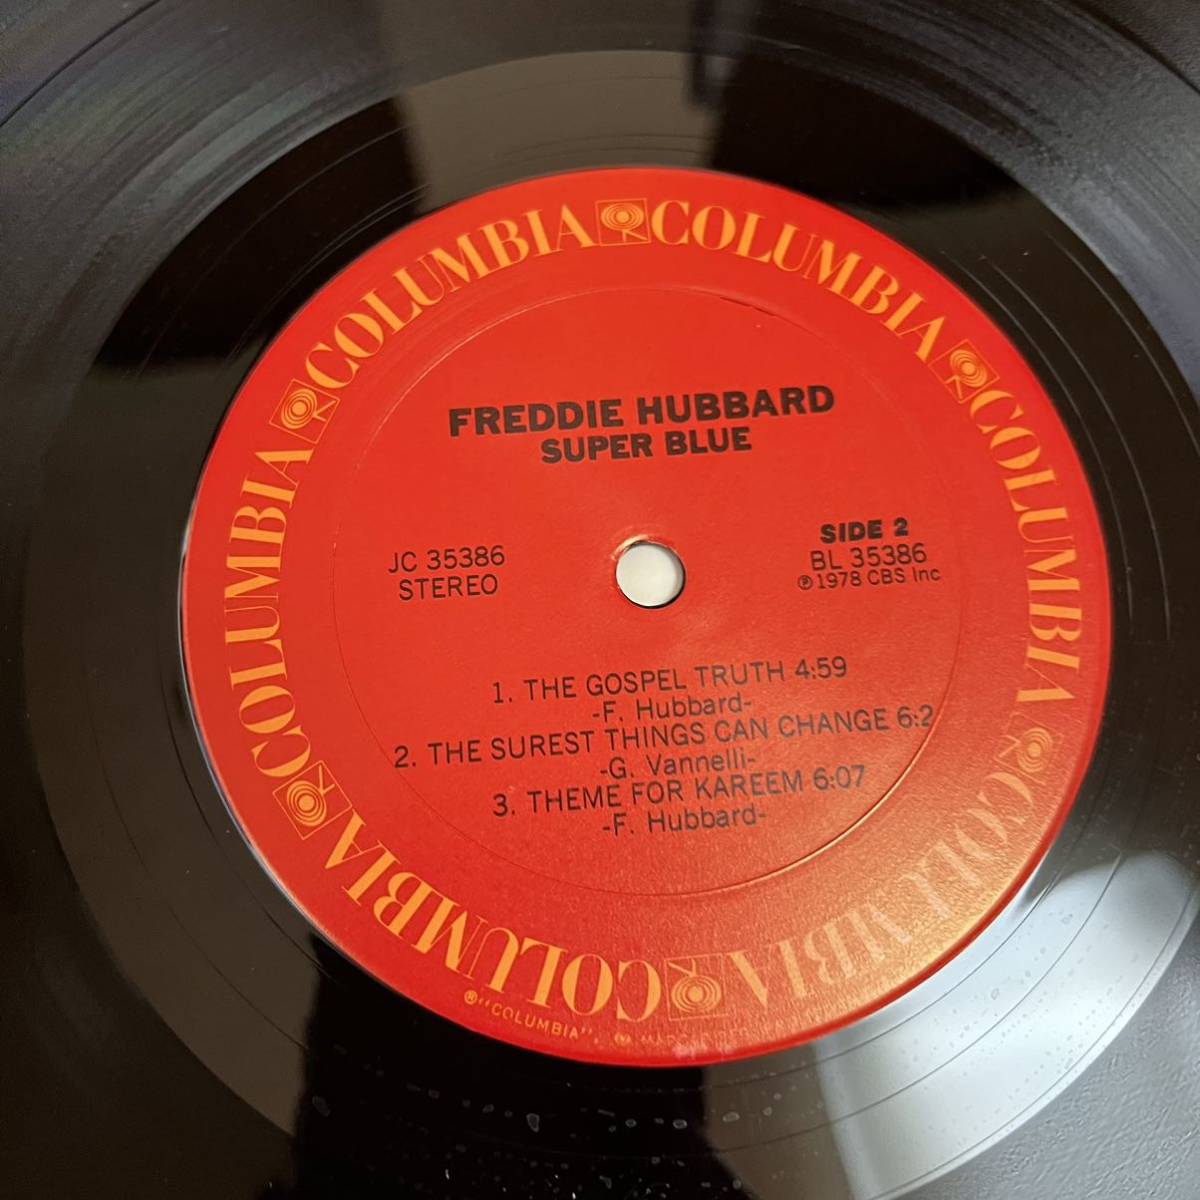 COLUMBIA COLUMBIA COLUMBIA COLUMBIA COLUMBIA COLUMBIA
FREDDIE HUBBARD
SUPER BLUE
JC 35386
STEREO
SIDE 2
BL 35386
℗ 1978 CBS Inc
1. THE GOSPEL TRUTH 4:59
-F. Hubbard-
2. THE SUREST THINGS CAN CHANGE 6:2
-G. Vannelli-
3. THEME FOR KAREEM 6:07
-F. Hubbard-
® "COLUMBIA",